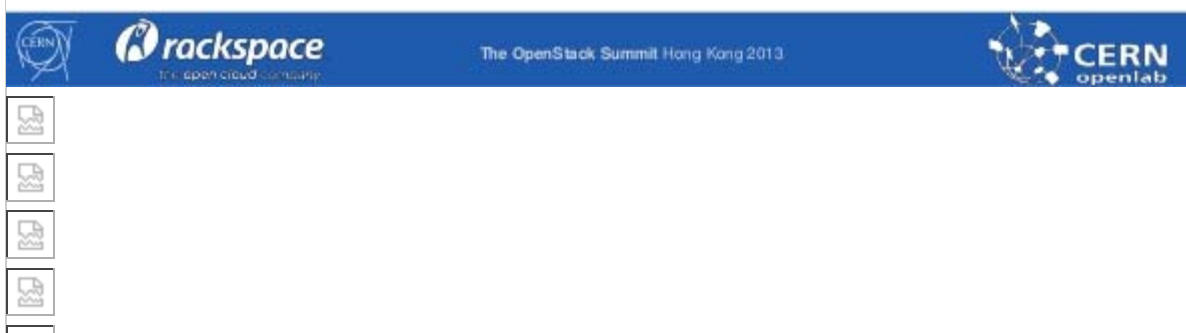 CERN
rackspace
the open cloud company
The OpenStack Summit Hong Kong 2013
CERN
openlab